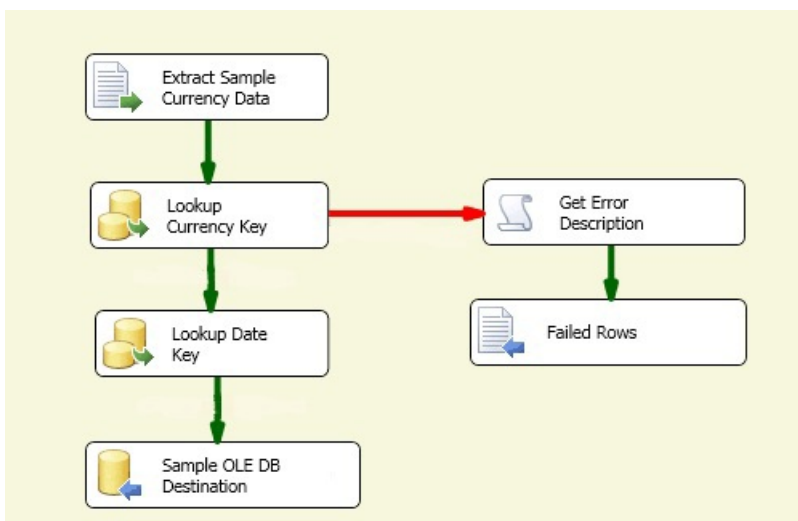 Extract Sample
Currency Data
Lookup
Currency Key
Get Error
Description
Lookup Date
Key
Failed Rows
Sample OLE DB
Destination